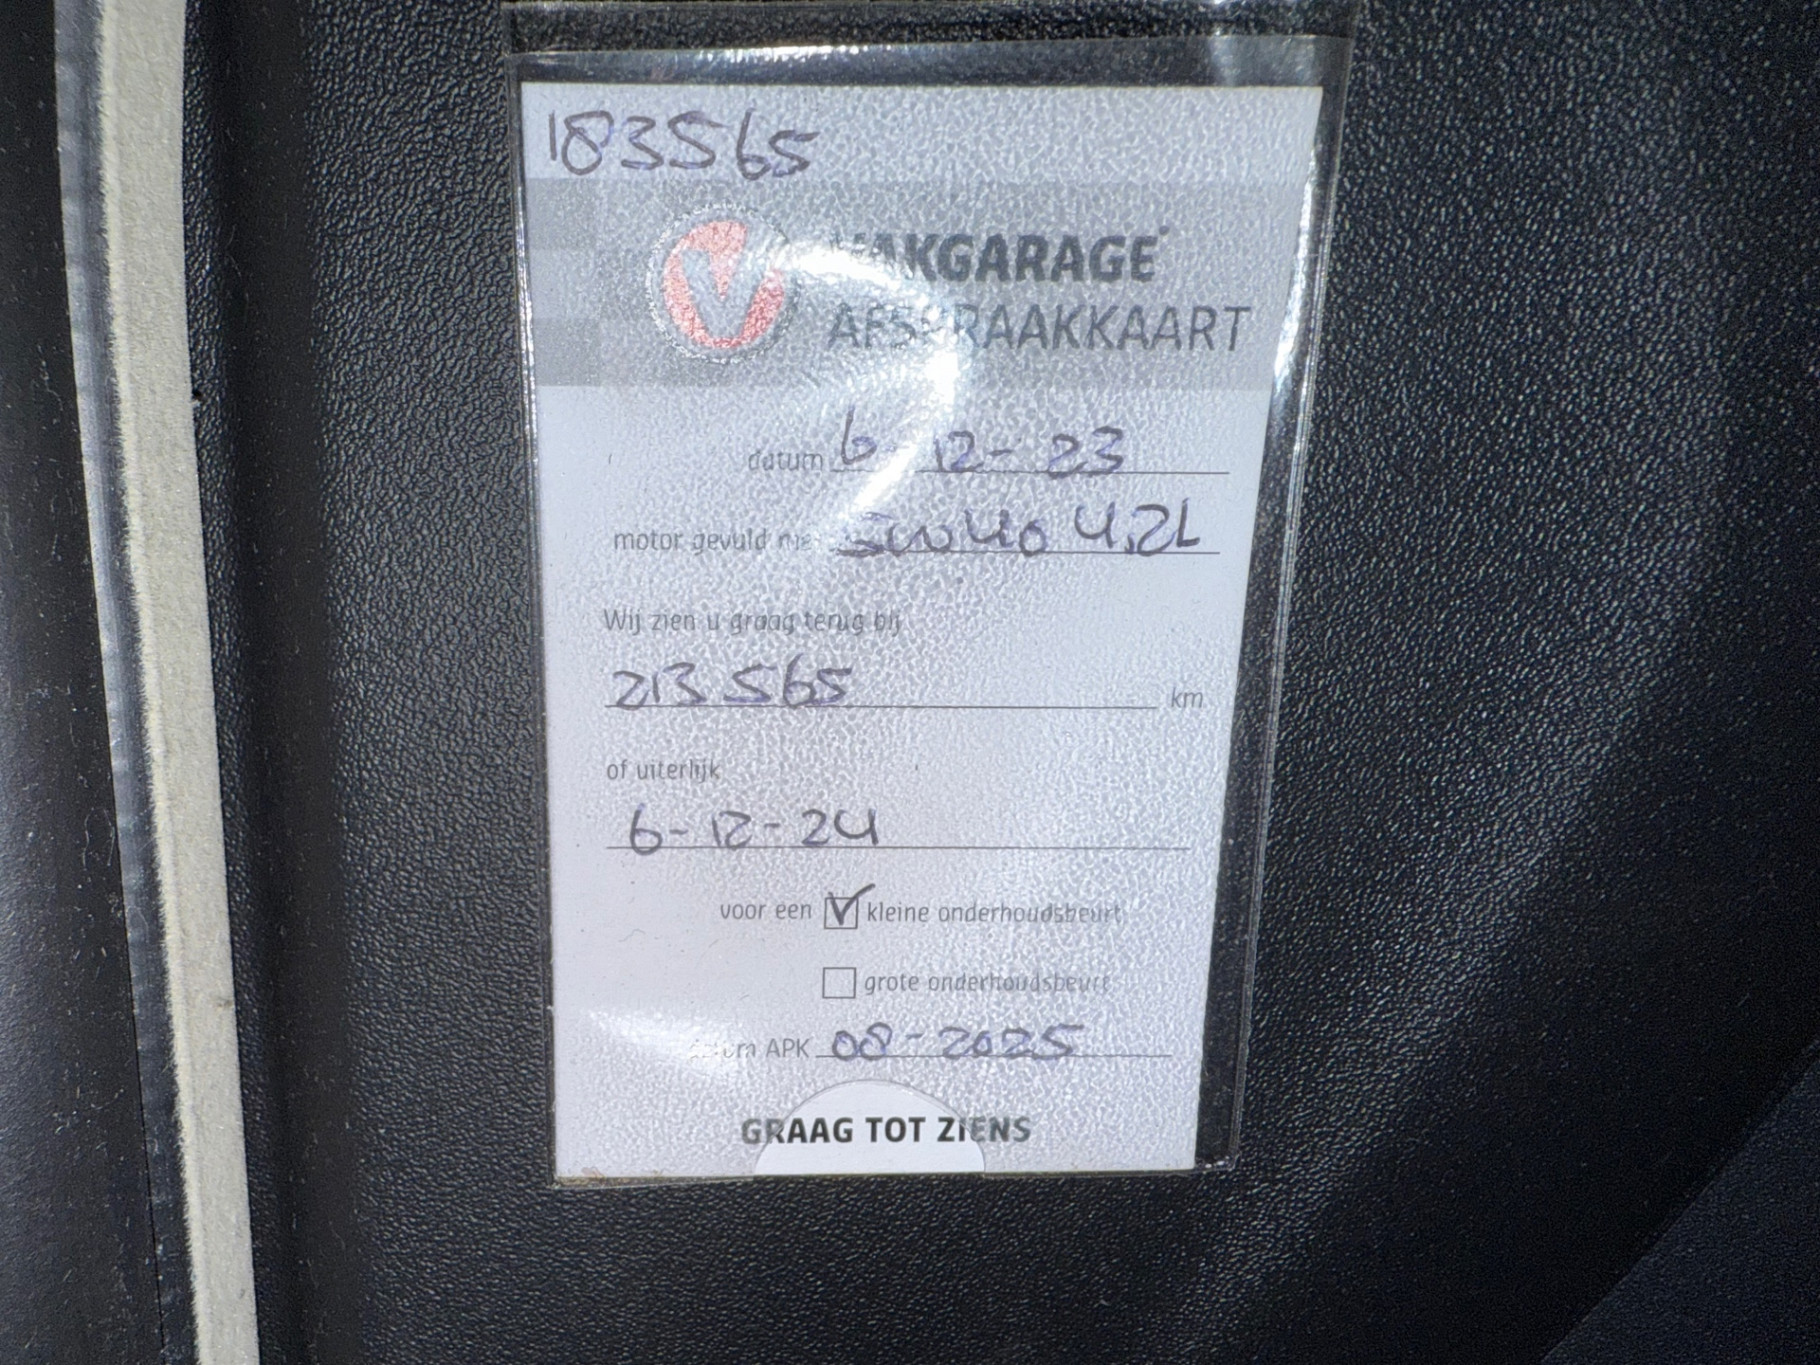 183565
VAKGARAGE
AFSPRAAKKAART
datum 6-12-23
motor gevuld met 5W40 4,2L
Wij zien u graag terug bij
213565 km
of uiterlijk
6-12-24
voor een kleine onderhoudsbeurt
grote onderhoudsbeurt
datum APK 08-2025
GRAAG TOT ZIENS